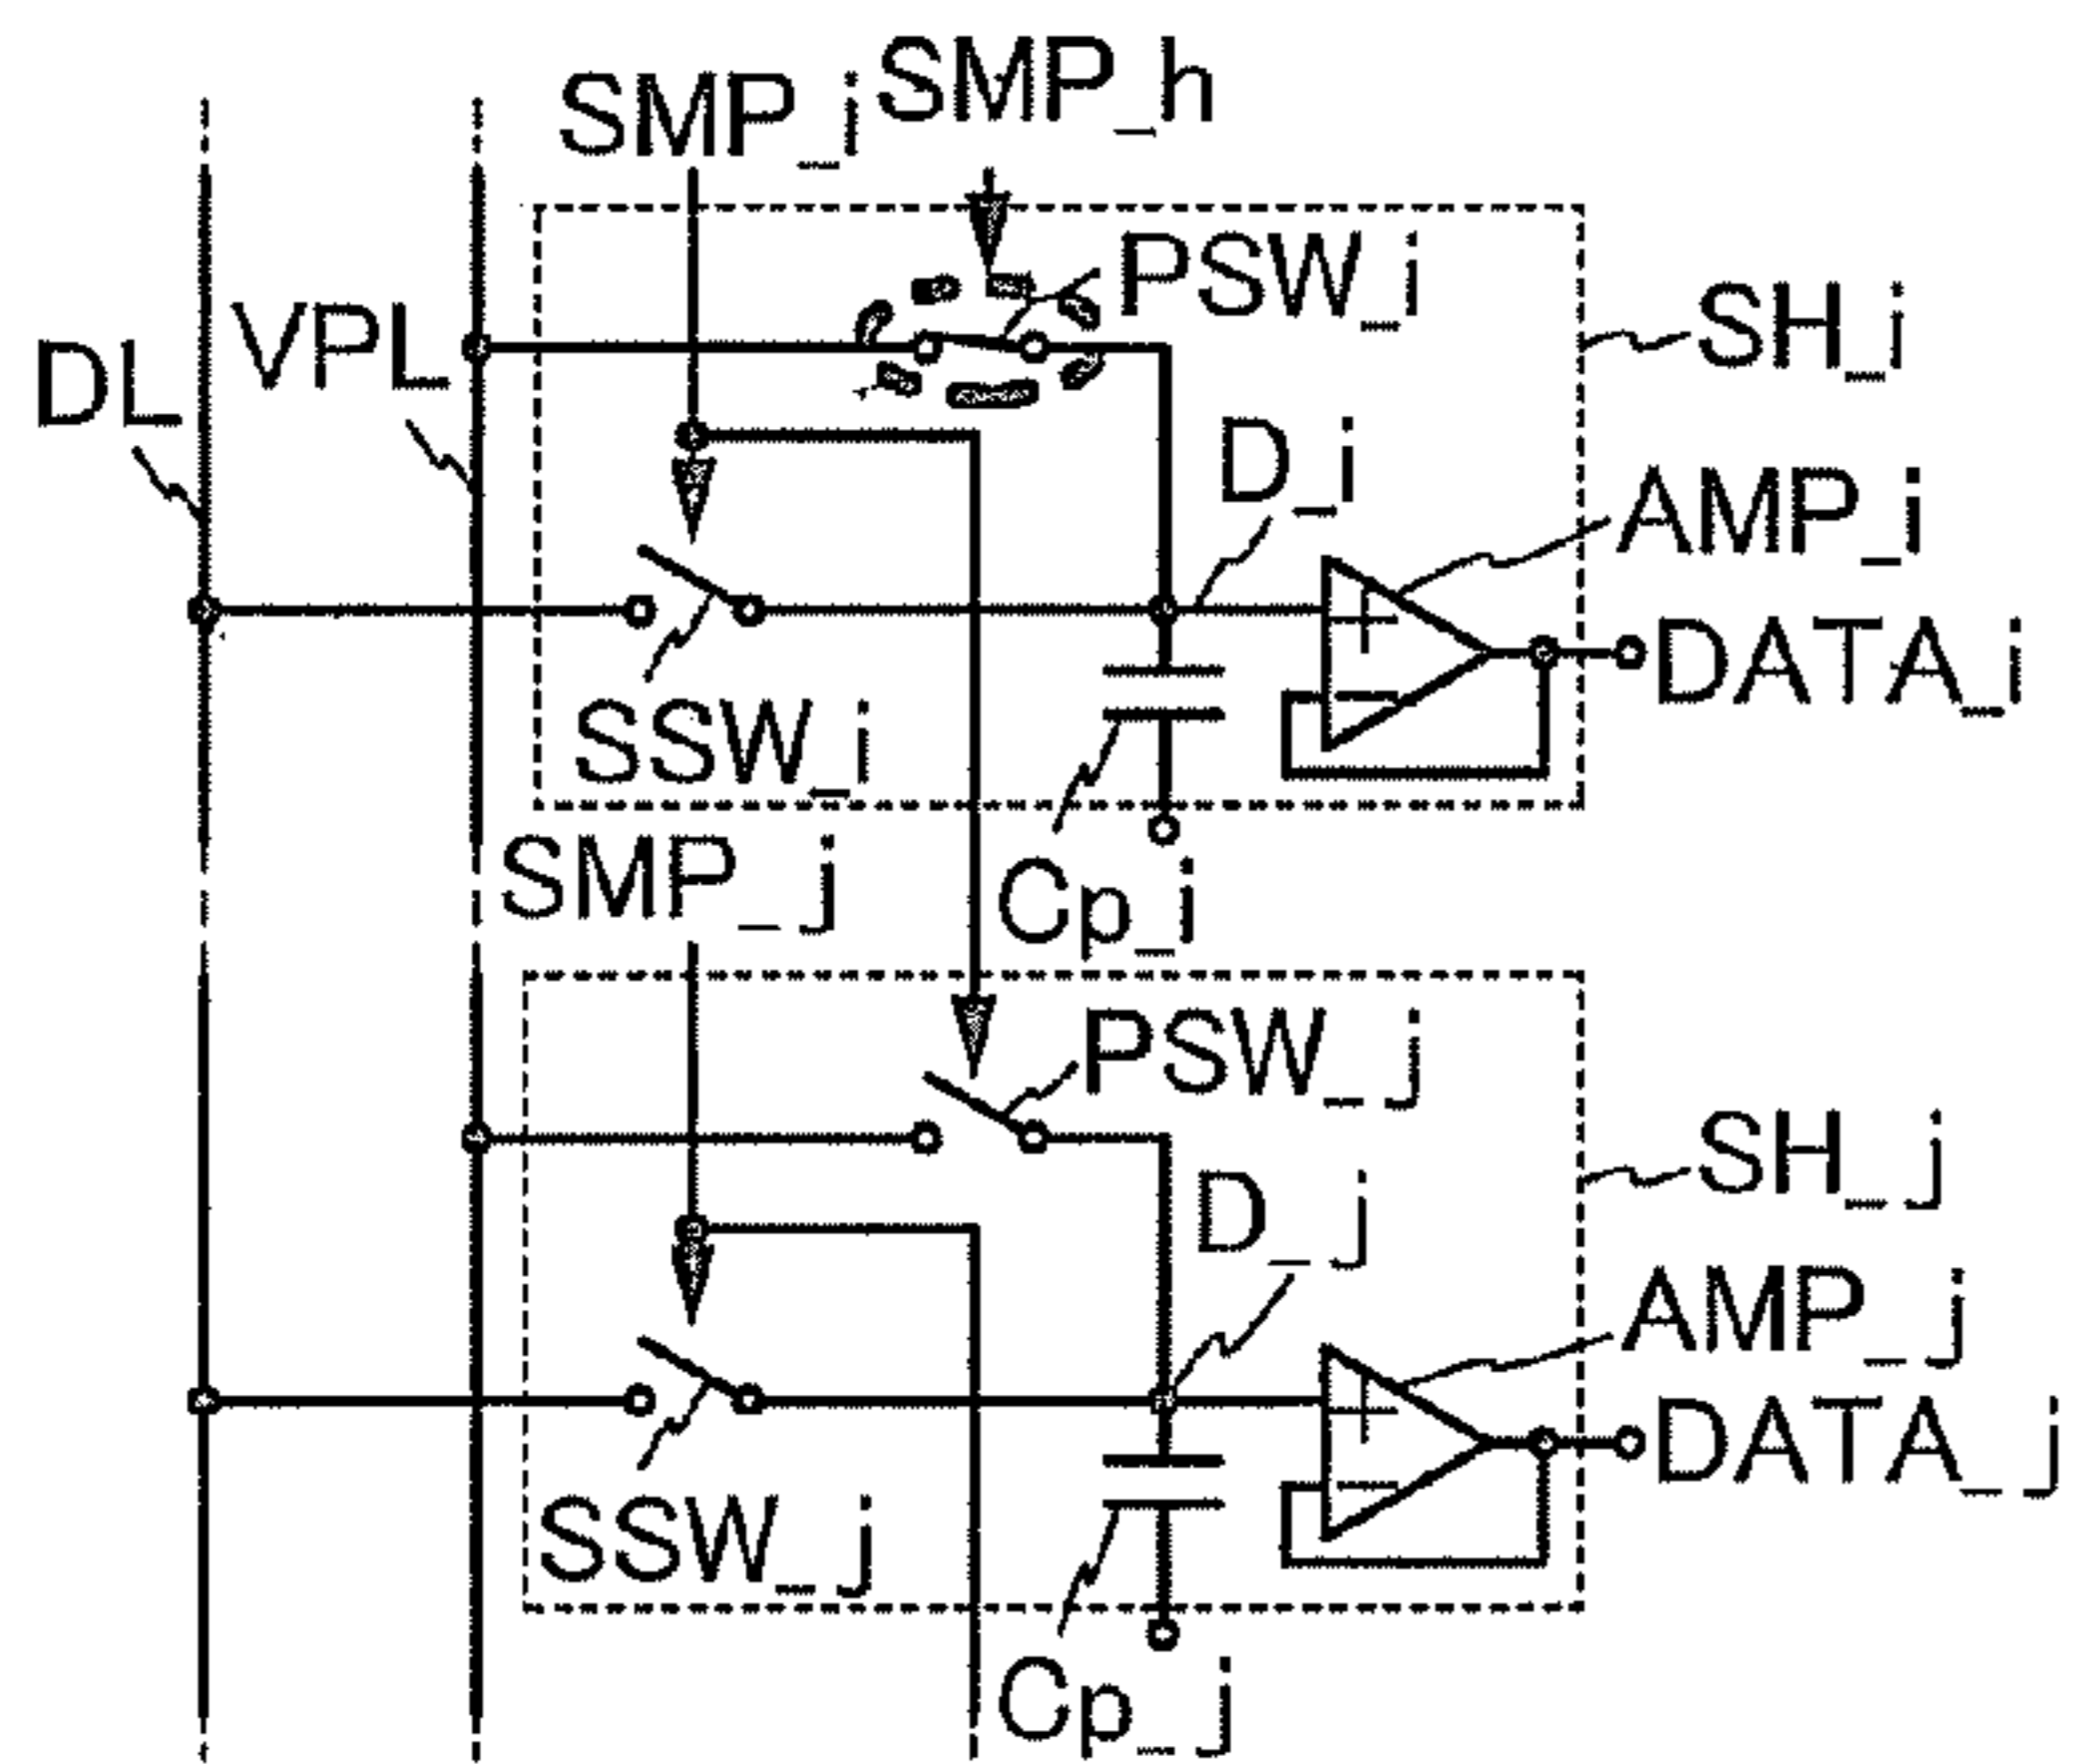 SMP_i
SMP_h
PSW_i
SH_i
VPL
DL
D_i
AMP_i
DATA_i
SSW_i
SMP_j
Cp_i
PSW_j
SH_j
D_j
AMP_j
DATA_j
SSW_j
Cp_j